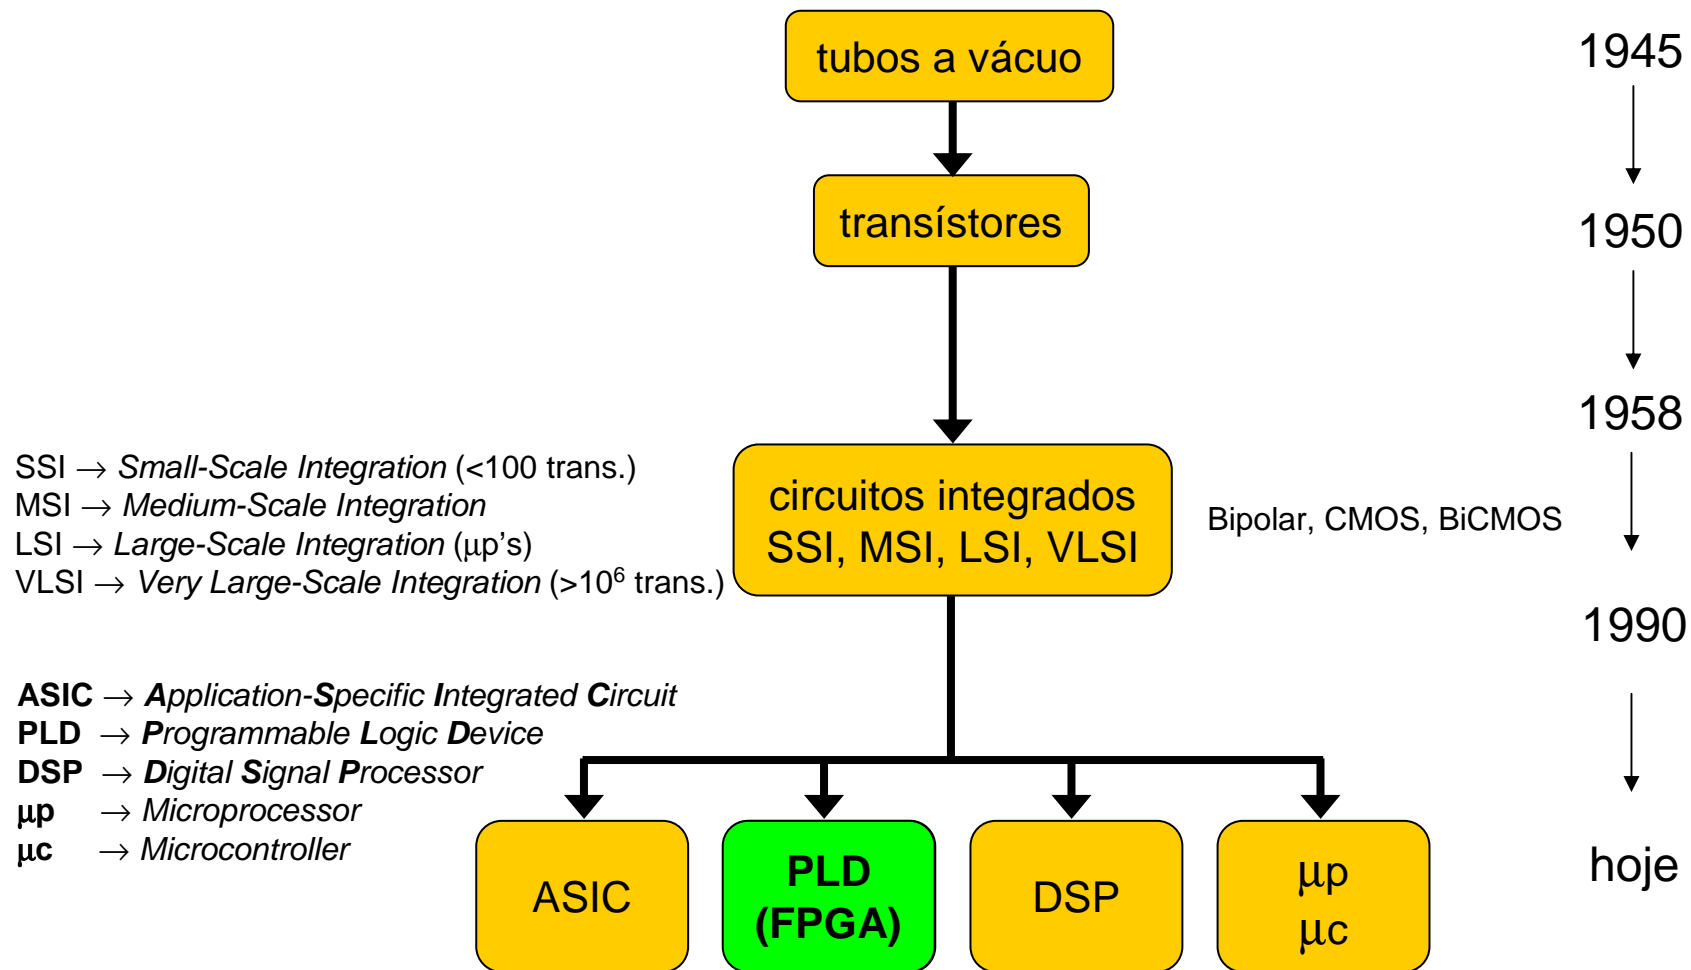 tubos a vácuo
1945
transístores
1950
1958
SSI → Small-Scale Integration (<100 trans.)
MSI → Medium-Scale Integration
LSI → Large-Scale Integration (μp's)
VLSI → Very Large-Scale Integration (>10⁶ trans.)
circuitos integrados
SSI, MSI, LSI, VLSI
Bipolar, CMOS, BiCMOS
1990
ASIC → Application-Specific Integrated Circuit
PLD → Programmable Logic Device
DSP → Digital Signal Processor
μp → Microprocessor
μc → Microcontroller
ASIC
PLD
(FPGA)
DSP
μp
μc
hoje